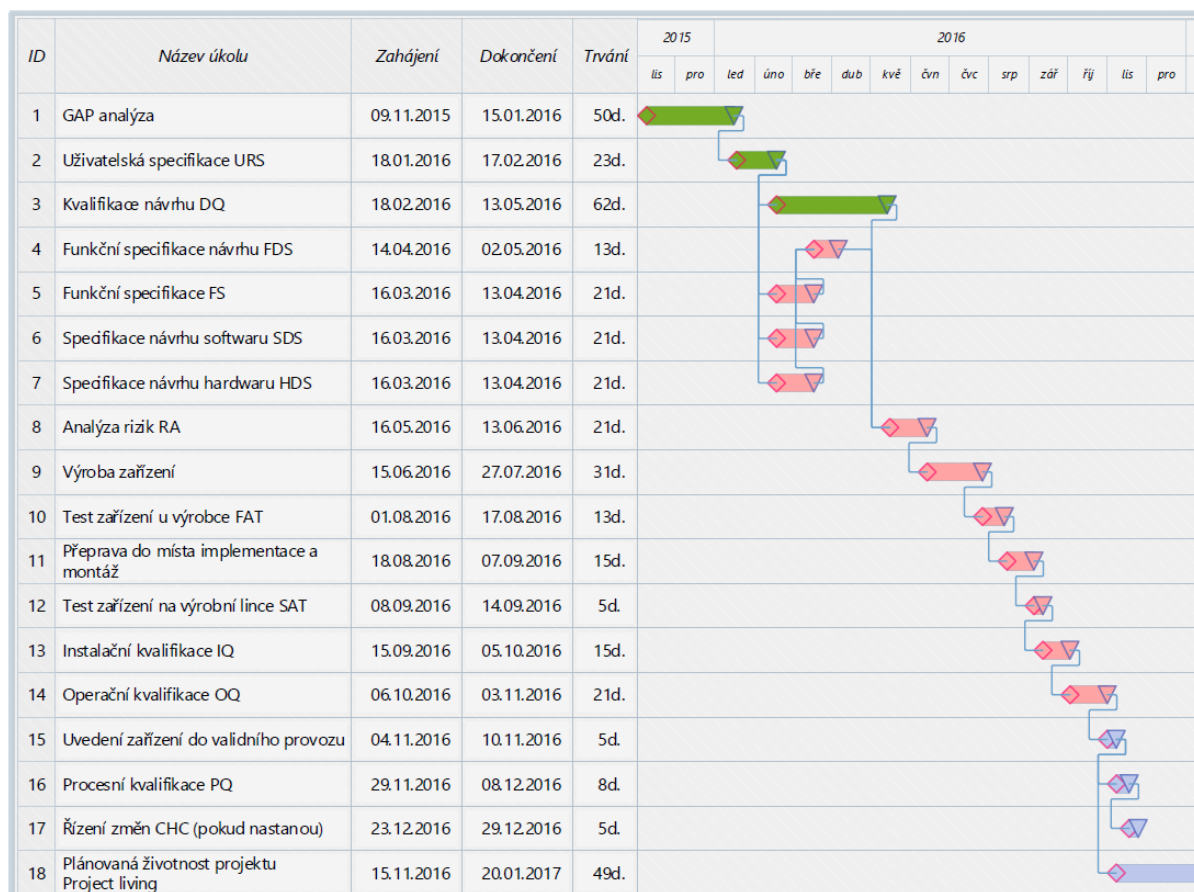 ID Název úkolu Zahájení Dokončení Trvání 2015 2016
lis pro led úno bře dub kvě čvn čvc srp zář říj lis pro
1 GAP analýza 09.11.2015 15.01.2016 50d.
2 Uživatelská specifikace URS 18.01.2016 17.02.2016 23d.
3 Kvalifikace návrhu DQ 18.02.2016 13.05.2016 62d.
4 Funkční specifikace návrhu FDS 14.04.2016 02.05.2016 13d.
5 Funkční specifikace FS 16.03.2016 13.04.2016 21d.
6 Specifikace návrhu softwaru SDS 16.03.2016 13.04.2016 21d.
7 Specifikace návrhu hardwaru HDS 16.03.2016 13.04.2016 21d.
8 Analýza rizik RA 16.05.2016 13.06.2016 21d.
9 Výroba zařízení 15.06.2016 27.07.2016 31d.
10 Test zařízení u výrobce FAT 01.08.2016 17.08.2016 13d.
11 Přeprava do místa implementace a
montáž 18.08.2016 07.09.2016 15d.
12 Test zařízení na výrobní lince SAT 08.09.2016 14.09.2016 5d.
13 Instalační kvalifikace IQ 15.09.2016 05.10.2016 15d.
14 Operační kvalifikace OQ 06.10.2016 03.11.2016 21d.
15 Uvedení zařízení do validního provozu 04.11.2016 10.11.2016 5d.
16 Procesní kvalifikace PQ 29.11.2016 08.12.2016 8d.
17 Řízení změn CHC (pokud nastanou) 23.12.2016 29.12.2016 5d.
18 Plánovaná životnost projektu
Project living 15.11.2016 20.01.2017 49d.